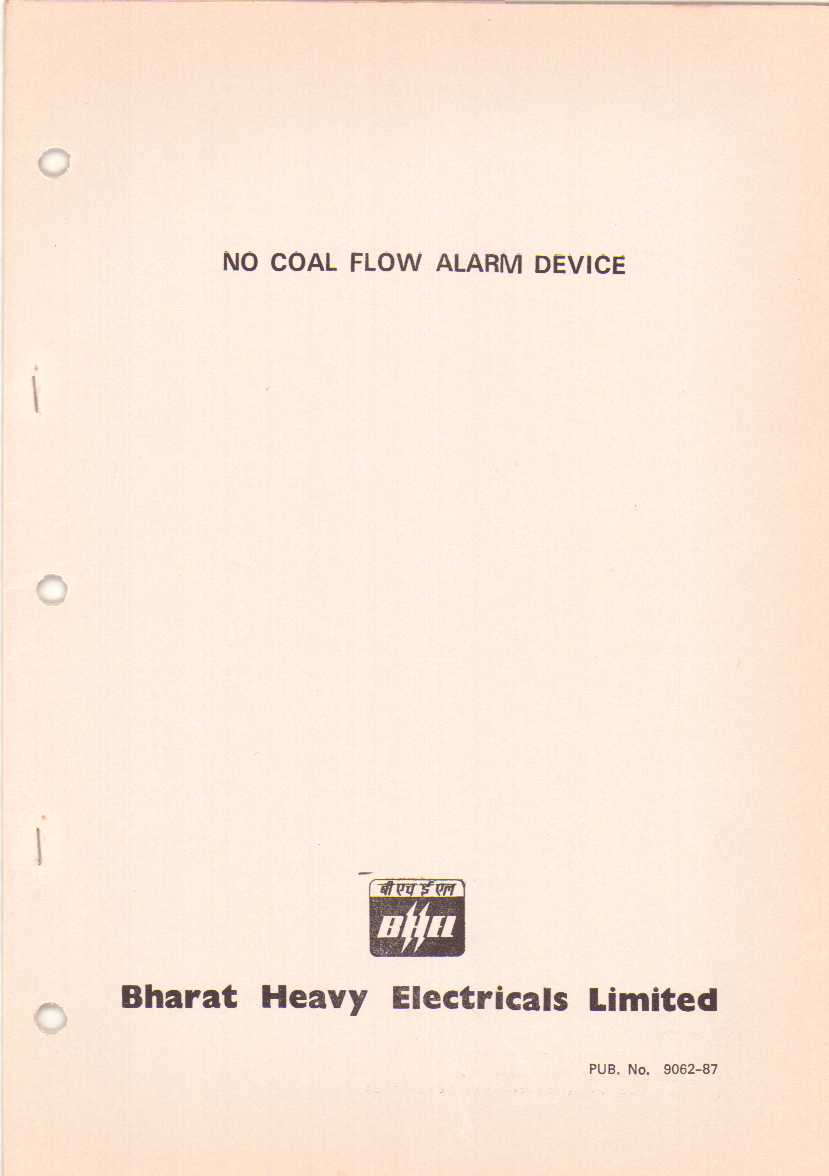 NO COAL FLOW ALARM DEVICE
बी एच ई एल
BHEL
Bharat Heavy Electricals Limited
PUB. No. 9062-87